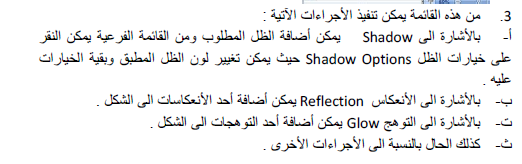 3. من هذه القائمة يمكن تنفيذ الأجراءات الآتية :
أ- بالأشارة الى Shadow يمكن أضافة الظل المطلوب ومن القائمة الفرعية يمكن النقر
على خيارات الظل Shadow Options حيث يمكن تغيير لون الظل المطبق وبقية الخيارات
عليه .
ب- بالأشارة الى الأنعكاس Reflection يمكن أضافة أحد الأنعكاسات الى الشكل .
ت- بالأشارة الى التوهج Glow يمكن أضافة أحد التوهجات الى الشكل .
ث- كذلك الحال بالنسبة الى الأجراءات الأخرى .